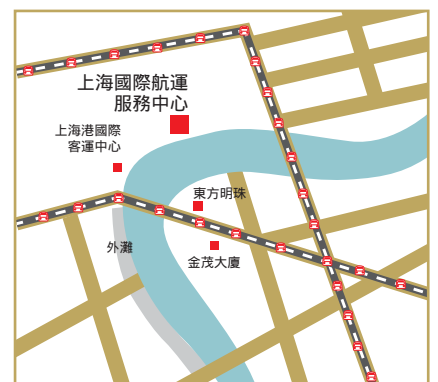 上海國際航運
服務中心
上海港國際
客運中心
東方明珠
外灘
金茂大廈